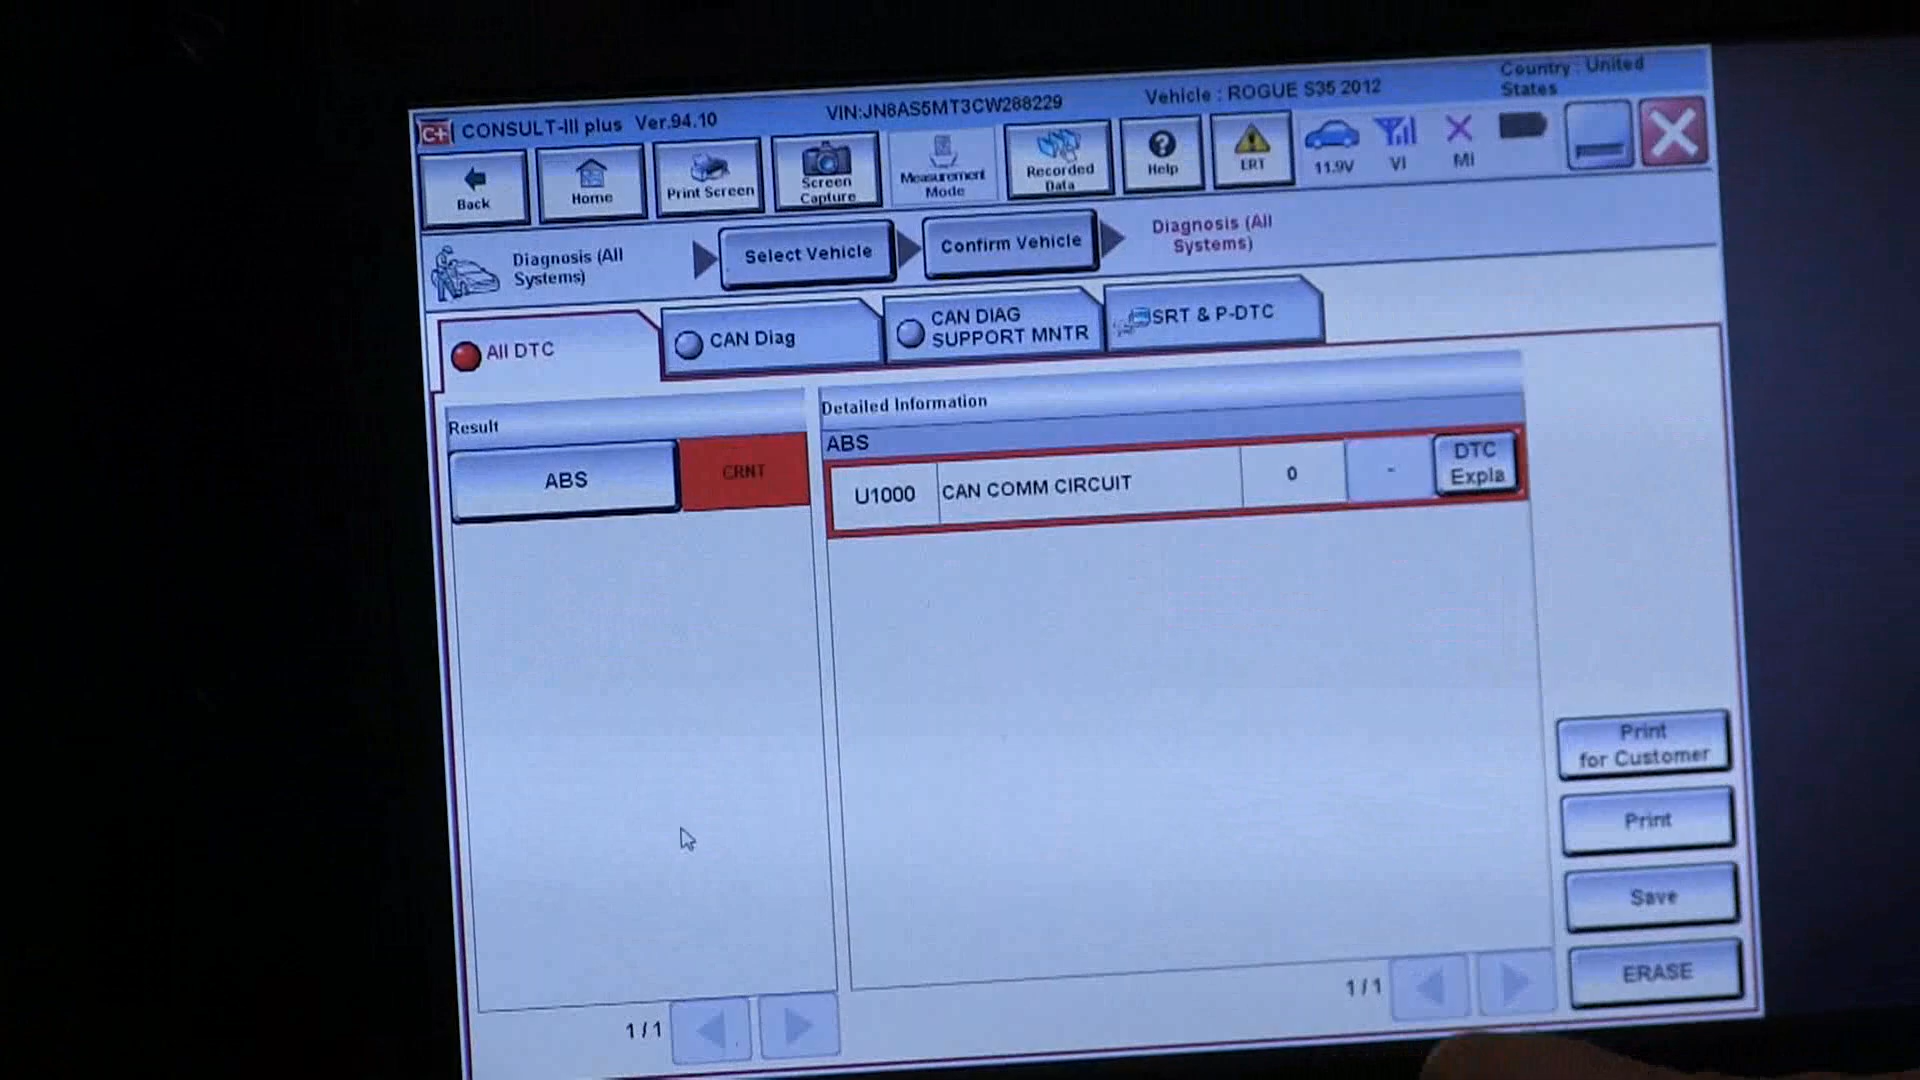 C+ CONSULT-III plus Ver.94.10
VIN:JN8AS5MT3CW288229
Vehicle : ROGUE S35 2012
Country : United
States
Back
Home
Print Screen
Screen
Capture
Measurement
Mode
Recorded
Data
Help
ERT
11.9V
VI
MI
Diagnosis (All
Systems)
Select Vehicle
Confirm Vehicle
Diagnosis (All
Systems)
All DTC
CAN Diag
CAN DIAG
SUPPORT MNTR
SRT & P-DTC
Result
ABS
CRNT
Detailed Information
ABS
U1000
CAN COMM CIRCUIT
0
-
DTC
Expla
Print
for Customer
Print
Save
ERASE
1/1
1/1